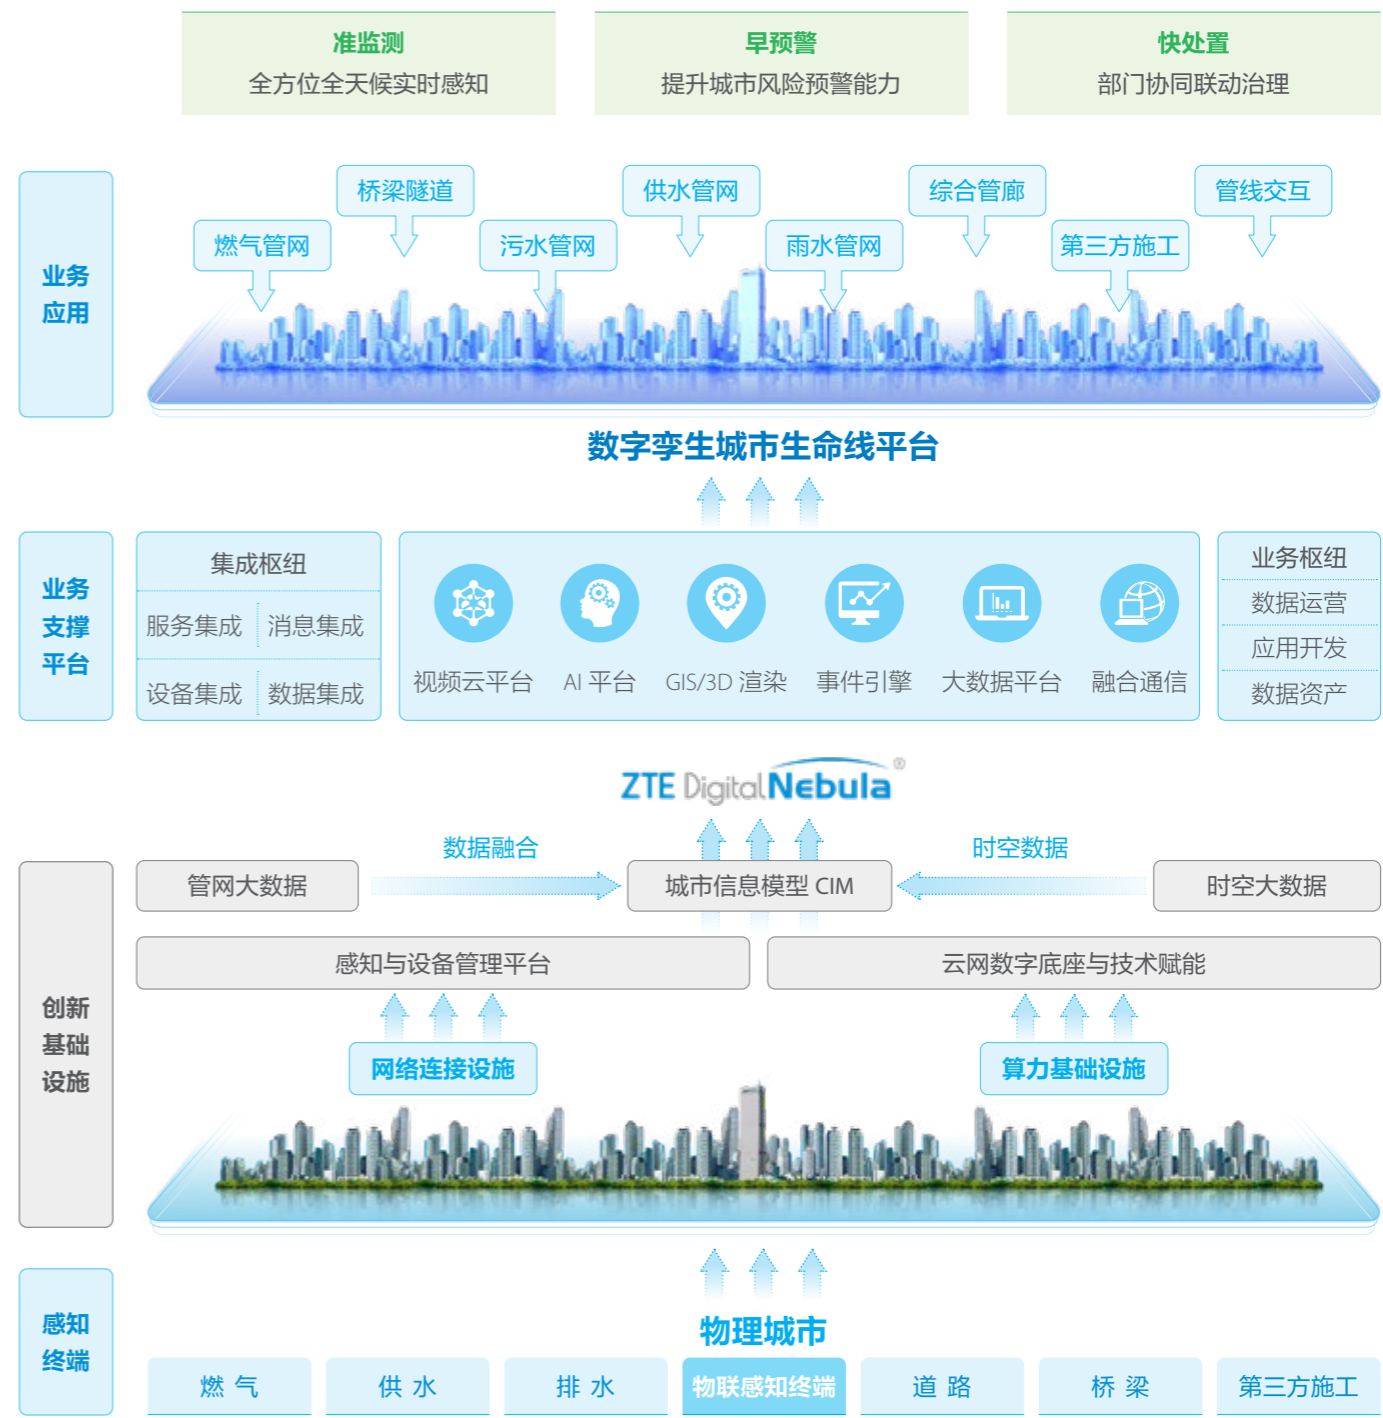 准监测
全方位全天候实时感知
早预警
提升城市风险预警能力
快处置
部门协同联动治理
业务
应用
桥梁隧道
供水管网
综合管廊
管线交互
燃气管网
污水管网
雨水管网
第三方施工
数字孪生城市生命线平台
业务
支撑
平台
集成枢纽
服务集成
消息集成
设备集成
数据集成
视频云平台
AI 平台
GIS/3D 渲染
事件引擎
大数据平台
融合通信
业务枢纽
数据运营
应用开发
数据资产
ZTE Digital Nebula®
创新
基础
设施
数据融合
时空数据
管网大数据
城市信息模型 CIM
时空大数据
感知与设备管理平台
云网数字底座与技术赋能
网络连接设施
算力基础设施
感知
终端
物理城市
燃 气
供 水
排 水
物联感知终端
道 路
桥 梁
第三方施工